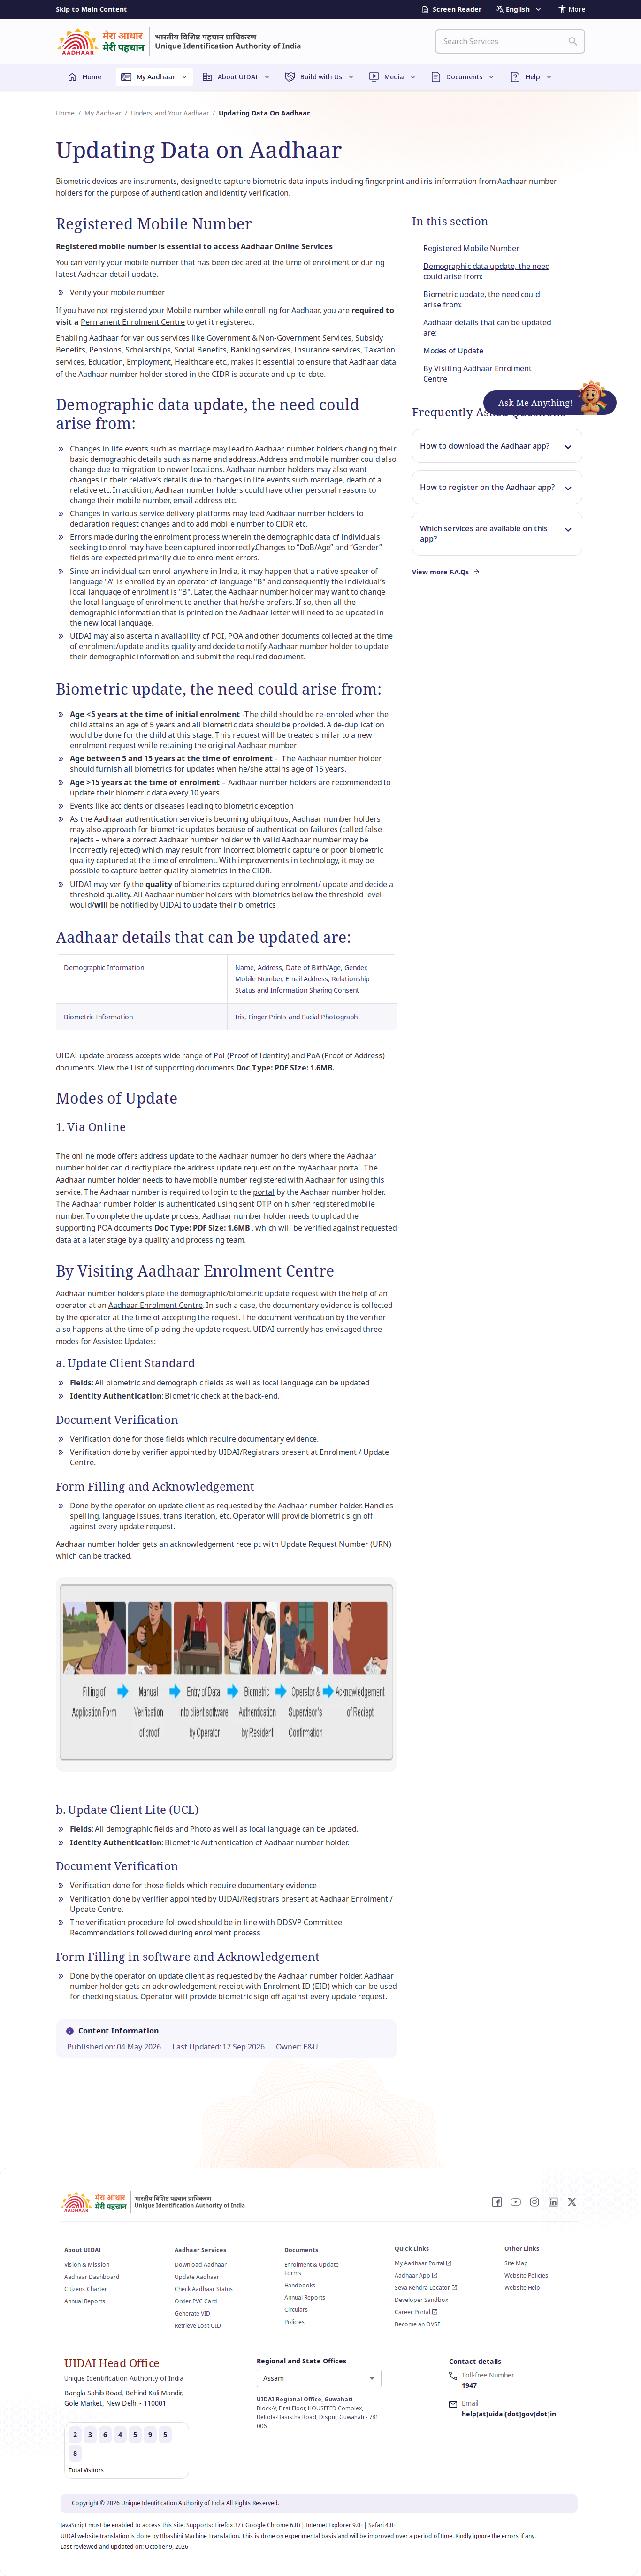 Skip to Main Content
Screen Reader
English
More
मेरा आधार
मेरी पहचान
AADHAAR
भारतीय विशिष्ट पहचान प्राधिकरण
Unique Identification Authority of India
Search Services
Home
My Aadhaar
About UIDAI
Build with Us
Media
Documents
Help
Home / My Aadhaar / Understand Your Aadhaar / Updating Data On Aadhaar
Updating Data on Aadhaar
Biometric devices are instruments, designed to capture biometric data inputs including fingerprint and iris information from Aadhaar number
holders for the purpose of authentication and identity verification.
Registered Mobile Number
Registered mobile number is essential to access Aadhaar Online Services
You can verify your mobile number that has been declared at the time of enrolment or during
latest Aadhaar detail update.
Verify your mobile number
If you have not registered your Mobile number while enrolling for Aadhaar, you are required to
visit a Permanent Enrolment Centre to get it registered.
Enabling Aadhaar for various services like Government & Non-Government Services, Subsidy
Benefits, Pensions, Scholarships, Social Benefits, Banking services, Insurance services, Taxation
services, Education, Employment, Healthcare etc., makes it essential to ensure that Aadhaar data
of the Aadhaar number holder stored in the CIDR is accurate and up-to-date.
Demographic data update, the need could
arise from:
Changes in life events such as marriage may lead to Aadhaar number holders changing their
basic demographic details such as name and address. Address and mobile number could also
change due to migration to newer locations. Aadhaar number holders may also want
changes in their relative's details due to changes in life events such marriage, death of a
relative etc. In addition, Aadhaar number holders could have other personal reasons to
change their mobile number, email address etc.
Changes in various service delivery platforms may lead Aadhaar number holders to
declaration request changes and to add mobile number to CIDR etc.
Errors made during the enrolment process wherein the demographic data of individuals
seeking to enrol may have been captured incorrectly.Changes to “DoB/Age” and “Gender”
fields are expected primarily due to enrolment errors.
Since an individual can enrol anywhere in India, it may happen that a native speaker of
language "A" is enrolled by an operator of language "B" and consequently the individual's
local language of enrolment is "B". Later, the Aadhaar number holder may want to change
the local language of enrolment to another that he/she prefers. If so, then all the
demographic information that is printed on the Aadhaar letter will need to be updated in
the new local language.
UIDAI may also ascertain availability of POI, POA and other documents collected at the time
of enrolment/update and its quality and decide to notify Aadhaar number holder to update
their demographic information and submit the required document.
Biometric update, the need could arise from:
Age <5 years at the time of initial enrolment -The child should be re-enroled when the
child attains an age of 5 years and all biometric data should be provided. A de-duplication
would be done for the child at this stage. This request will be treated similar to a new
enrolment request while retaining the original Aadhaar number
Age between 5 and 15 years at the time of enrolment -  The Aadhaar number holder
should furnish all biometrics for updates when he/she attains age of 15 years.
Age >15 years at the time of enrolment – Aadhaar number holders are recommended to
update their biometric data every 10 years.
Events like accidents or diseases leading to biometric exception
As the Aadhaar authentication service is becoming ubiquitous, Aadhaar number holders
may also approach for biometric updates because of authentication failures (called false
rejects – where a correct Aadhaar number holder with valid Aadhaar number may be
incorrectly rejected) which may result from incorrect biometric capture or poor biometric
quality captured at the time of enrolment. With improvements in technology, it may be
possible to capture better quality biometrics in the CIDR.
UIDAI may verify the quality of biometrics captured during enrolment/ update and decide a
threshold quality. All Aadhaar number holders with biometrics below the threshold level
would/will be notified by UIDAI to update their biometrics
Aadhaar details that can be updated are:
Demographic Information
Name, Address, Date of Birth/Age, Gender,
Mobile Number, Email Address, Relationship
Status and Information Sharing Consent
Biometric Information
Iris, Finger Prints and Facial Photograph
UIDAI update process accepts wide range of PoI (Proof of Identity) and PoA (Proof of Address)
documents. View the List of supporting documents Doc Type: PDF SIze: 1.6MB.
Modes of Update
1. Via Online
The online mode offers address update to the Aadhaar number holders where the Aadhaar
number holder can directly place the address update request on the myAadhaar portal. The
Aadhaar number holder needs to have mobile number registered with Aadhaar for using this
service. The Aadhaar number is required to login to the portal by the Aadhaar number holder.
The Aadhaar number holder is authenticated using sent OTP on his/her registered mobile
number. To complete the update process, Aadhaar number holder needs to upload the
supporting POA documents Doc Type: PDF Size: 1.6MB , which will be verified against requested
data at a later stage by a quality and processing team.
By Visiting Aadhaar Enrolment Centre
Aadhaar number holders place the demographic/biometric update request with the help of an
operator at an Aadhaar Enrolment Centre. In such a case, the documentary evidence is collected
by the operator at the time of accepting the request. The document verification by the verifier
also happens at the time of placing the update request. UIDAI currently has envisaged three
modes for Assisted Updates:
a. Update Client Standard
Fields: All biometric and demographic fields as well as local language can be updated
Identity Authentication: Biometric check at the back-end.
Document Verification
Verification done for those fields which require documentary evidence.
Verification done by verifier appointed by UIDAI/Registrars present at Enrolment / Update
Centre.
Form Filling and Acknowledgement
Done by the operator on update client as requested by the Aadhaar number holder. Handles
spelling, language issues, transliteration, etc. Operator will provide biometric sign off
against every update request.
Aadhaar number holder gets an acknowledgement receipt with Update Request Number (URN)
which can be tracked.
Filling of
Application Form
Manual
Verification
of proof
Entry of Data
into client software
by Operator
Biometric
Authentication
by Resident
Operator &
Supervisor's
Confirmation
Acknowledgement
of Reciept
b. Update Client Lite (UCL)
Fields: All demographic fields and Photo as well as local language can be updated.
Identity Authentication: Biometric Authentication of Aadhaar number holder.
Document Verification
Verification done for those fields which require documentary evidence
Verification done by verifier appointed by UIDAI/Registrars present at Aadhaar Enrolment /
Update Centre.
The verification procedure followed should be in line with DDSVP Committee
Recommendations followed during enrolment process
Form Filling in software and Acknowledgement
Done by the operator on update client as requested by the Aadhaar number holder. Aadhaar
number holder gets an acknowledgement receipt with Enrolment no (EID) which can be used
for checking status. Operator will provide biometric sign off against every update request.
Content Information
Published on: 04 May 2026 Last Updated: 17 Sep 2026 Owner: E&U
In this section
Registered Mobile Number
Demographic data update, the need
could arise from:
Biometric update, the need could
arise from:
Aadhaar details that can be updated
are:
Modes of Update
By Visiting Aadhaar Enrolment
Centre
Ask Me Anything!
Frequently Asked Questions
How to download the Aadhaar app?
How to register on the Aadhaar app?
Which services are available on this
app?
View more F.A.Qs
मेरा आधार
मेरी पहचान
AADHAAR
भारतीय विशिष्ट पहचान प्राधिकरण
Unique Identification Authority of India
About UIDAI
Vision & Mission
Aadhaar Dashboard
Citizens Charter
Annual Reports
Aadhaar Services
Download Aadhaar
Update Aadhaar
Check Aadhaar Status
Order PVC Card
Generate VID
Retrieve Lost UID
Documents
Enrolment & Update
Forms
Handbooks
Annual Reports
Circulars
Policies
Quick Links
My Aadhaar Portal
Aadhaar App
Seva Kendra Locator
Developer Sandbox
Career Portal
Become an OVSE
Other Links
Site Map
Website Policies
Website Help
UIDAI Head Office
Unique Identification Authority of India
Bangla Sahib Road, Behind Kali Mandir,
Gole Market, New Delhi - 110001
2 3 6 4 5 9 5
8
Total Visitors
Regional and State Offices
Assam
UIDAI Regional Office, Guwahati
Block-V, First Floor, HOUSEFED Complex,
Beltola-Basistha Road, Dispur, Guwahati - 781
006
Contact details
Toll-free Number
1947
Email
help[at]uidai[dot]gov[dot]in
Copyright © 2026 Unique Identification Authority of India All Rights Reserved.
JavaScript must be enabled to access this site. Supports: Firefox 37+ Google Chrome 6.0+| Internet Explorer 9.0+| Safari 4.0+
UIDAI website translation is done by Bhashini Machine Translation. This is done on experimental basis and will be improved over a period of time. Kindly ignore the errors if any.
Last reviewed and updated on: October 9, 2026